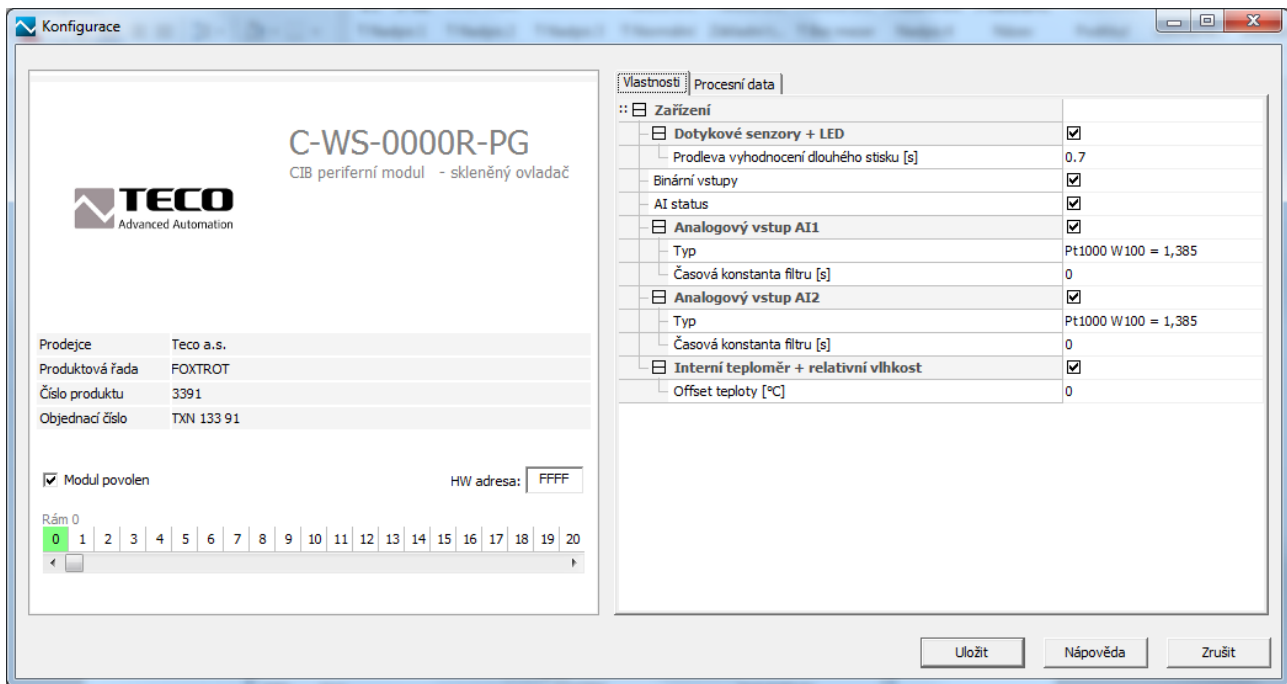 Konfigurace
C-WS-0000R-PG
CIB periferní modul - skleněný ovladač
TECO
Advanced Automation
Prodejce Teco a.s.
Produktová řada FOXTROT
Číslo produktu 3391
Objednací číslo TXN 133 91
Modul povolen HW adresa: FFFF
Rám 0
0 1 2 3 4 5 6 7 8 9 10 11 12 13 14 15 16 17 18 19 20
Vlastnosti Procesní data
Zařízení
Dotykové senzory + LED
Prodleva vyhodnocení dlouhého stisku [s] 0.7
Binární vstupy
AI status
Analogový vstup AI1
Typ Pt1000 W100 = 1,385
Časová konstanta filtru [s] 0
Analogový vstup AI2
Typ Pt1000 W100 = 1,385
Časová konstanta filtru [s] 0
Interní teploměr + relativní vlhkost
Offset teploty [°C] 0
Uložit Nápověda Zrušit